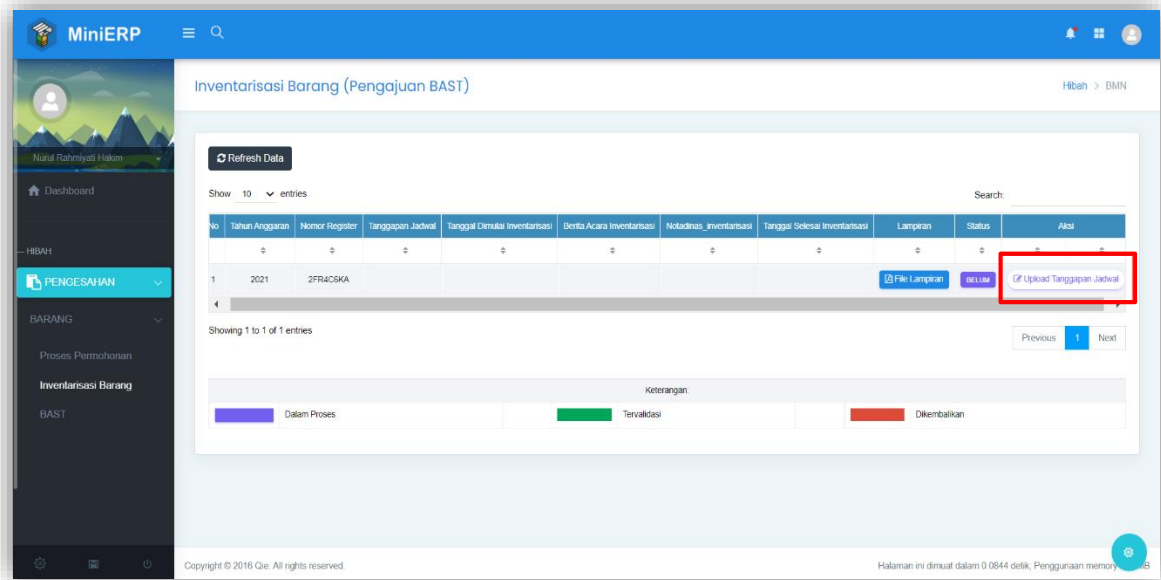 MiniERP
Inventarisasi Barang (Pengajuan BAST)
Hibah > BMN
Nurul Rahmiyati Hakim
Dashboard
HIBAH
PENGESAHAN
BARANG
Proses Permohonan
Inventarisasi Barang
BAST
Refresh Data
Show 10 entries
Search:
No Tahun Anggaran Nomor Register Tanggapan Jadwal Tanggal Dimulai Inventarisasi Berita Acara Inventarisasi Notadinas_Inventarisasi Tanggal Selesai Inventarisasi Lampiran Status Aksi
1 2021 2FR4C6KA File Lampiran BELUM Upload Tanggapan Jadwal
Showing 1 to 1 of 1 entries
Previous 1 Next
Keterangan:
Dalam Proses Tervalidasi Dikembalikan
Copyright © 2016 Qie. All rights reserved.
Halaman ini dimuat dalam 0.0844 detik, Penggunaan memory